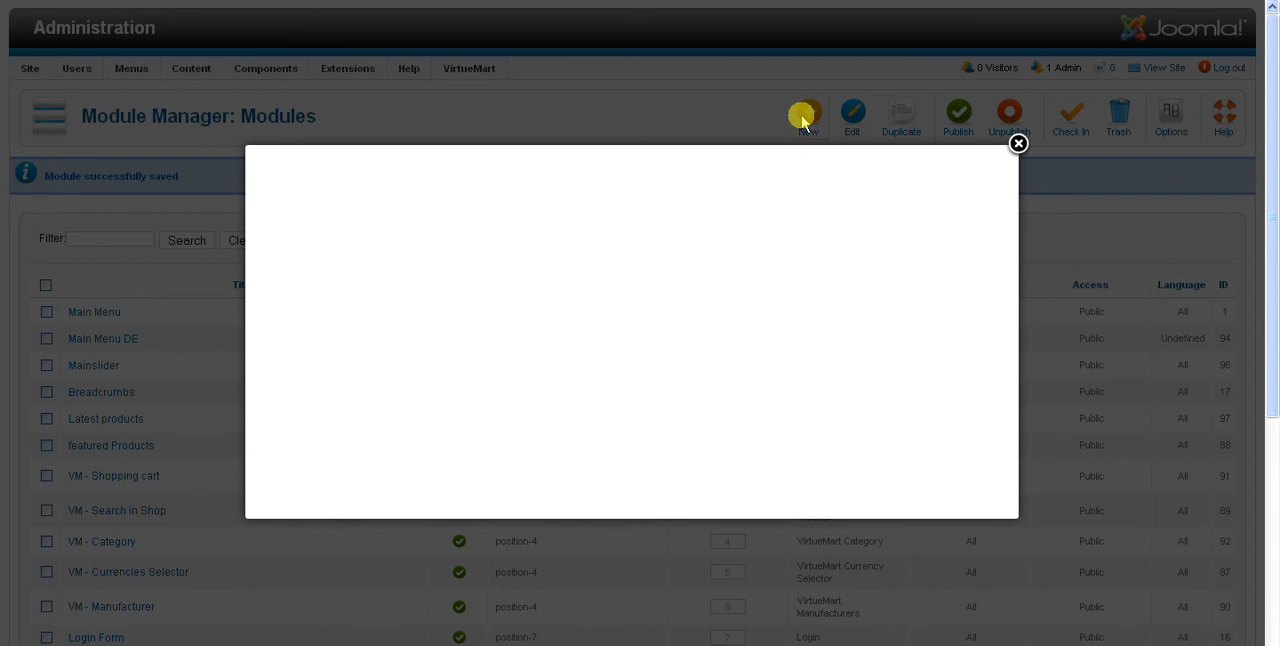 Administration
Joomla!
Site Users Menus Content Components Extensions Help VirtueMart 0 Visitors 1 Admin 0 View Site Log out
Module Manager: Modules
New Edit Duplicate Publish Unpublish Check In Trash Options Help
Module successfully saved
Filter: Search Cle
Tit Access Language ID
Main Menu Public All 1
Main Menu DE Public Undefined 94
Mainslider Public All 96
Breadcrumbs Public All 17
Latest products Public All 97
featured Products Public All 88
VM - Shopping cart Public All 91
VM - Search in Shop Public All 89
VM - Category position-4 4 VirtueMart Category All Public All 92
VM - Currencies Selector position-4 5 VirtueMart Currency Selector All Public All 87
VM - Manufacturer position-4 6 VirtueMart Manufacturers All Public All 90
Login Form position-7 7 Login All Public All 16